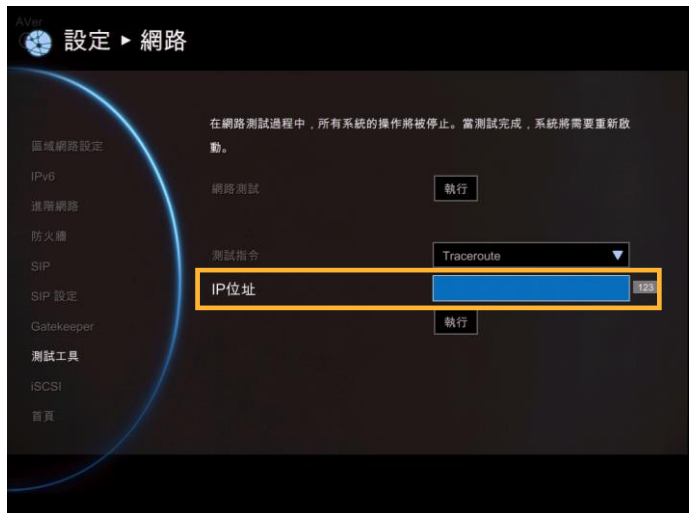 AVer
設定 ▸ 網路
在網路測試過程中，所有系統的操作將被停止。當測試完成，系統將需要重新啟
動。
區域網路設定
IPv6
網路測試
執行
進階網路
防火牆
測試指令
Traceroute
SIP
IP位址
123
SIP 設定
Gatekeeper
執行
測試工具
iSCSI
首頁